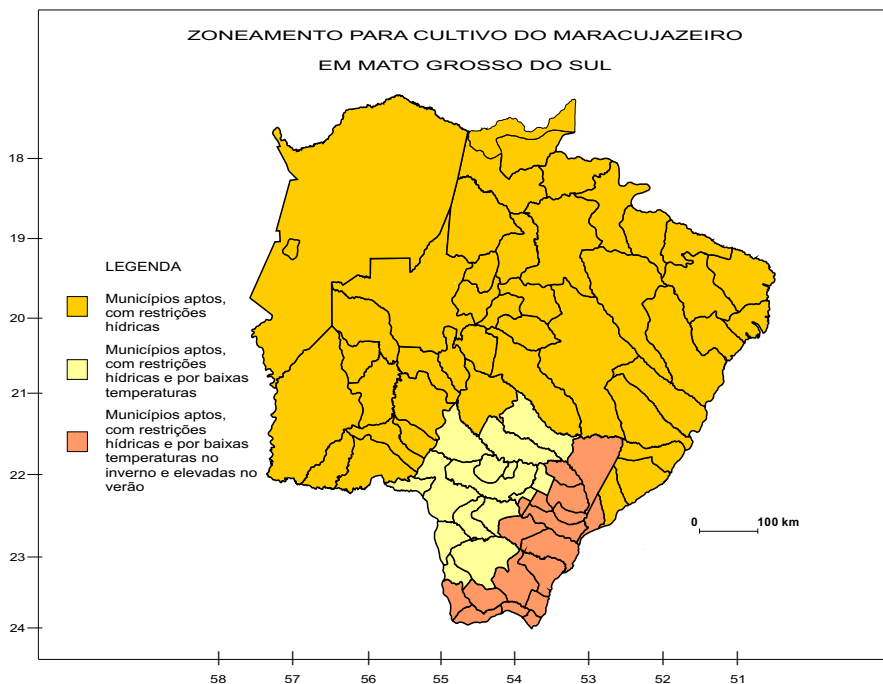 ZONEAMENTO PARA CULTIVO DO MARACUJAZEIRO
EM MATO GROSSO DO SUL
18
19
20
21
22
23
24
LEGENDA
Municípios aptos,
com restrições
hídricas
Municípios aptos,
com restrições
hídricas e por baixas
temperaturas
Municípios aptos,
com restrições
hídricas e por baixas
temperaturas no
inverno e elevadas no
verão
0 100 km
58 57 56 55 54 53 52 51